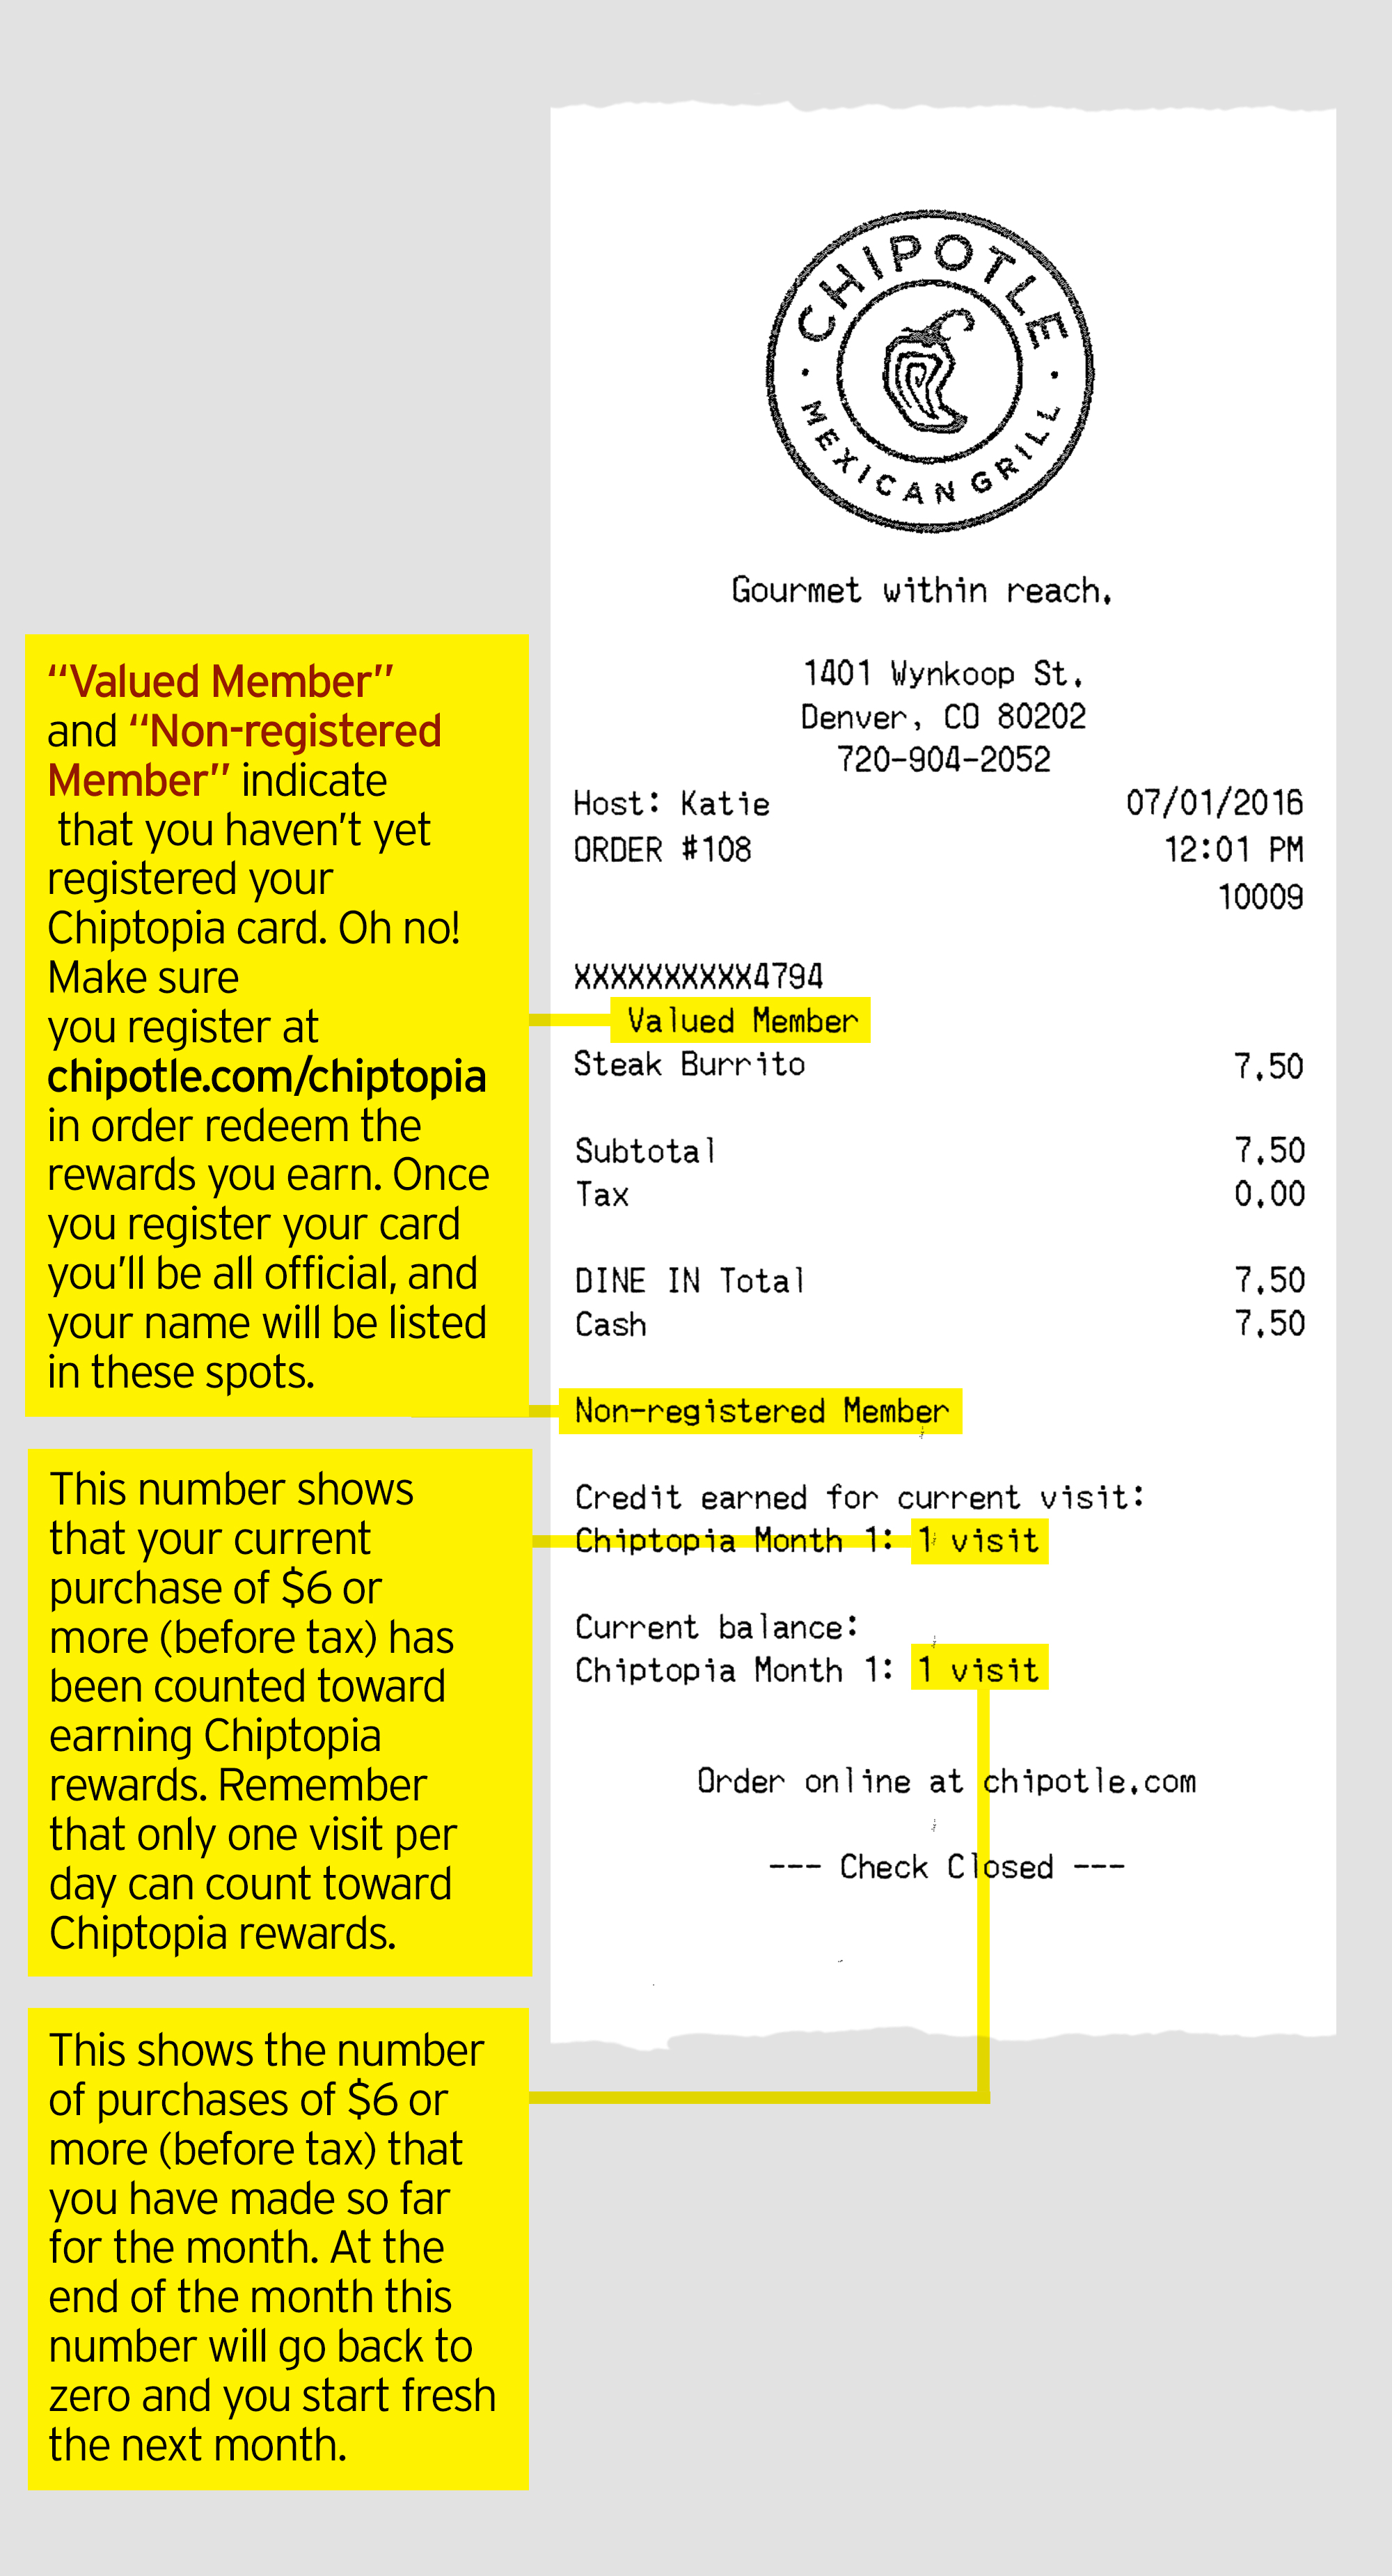 CHIPOTLE
MEXICAN GRILL
Gourmet within reach.
1401 Wynkoop St.
Denver, CO 80202
720-904-2052
Host: Katie 07/01/2016
ORDER #108 12:01 PM
10009
XXXXXXXXXX4794
Valued Member
Steak Burrito 7.50
Subtotal 7.50
Tax 0.00
DINE IN Total 7.50
Cash 7.50
Non-registered Member
Credit earned for current visit:
Chiptopia Month 1: 1 visit
Current balance:
Chiptopia Month 1: 1 visit
Order online at chipotle.com
--- Check Closed ---
“Valued Member”
and “Non-registered
Member” indicate
that you haven’t yet
registered your
Chiptopia card. Oh no!
Make sure
you register at
chipotle.com/chiptopia
in order redeem the
rewards you earn. Once
you register your card
you’ll be all official, and
your name will be listed
in these spots.
This number shows
that your current
purchase of $6 or
more (before tax) has
been counted toward
earning Chiptopia
rewards. Remember
that only one visit per
day can count toward
Chiptopia rewards.
This shows the number
of purchases of $6 or
more (before tax) that
you have made so far
for the month. At the
end of the month this
number will go back to
zero and you start fresh
the next month.